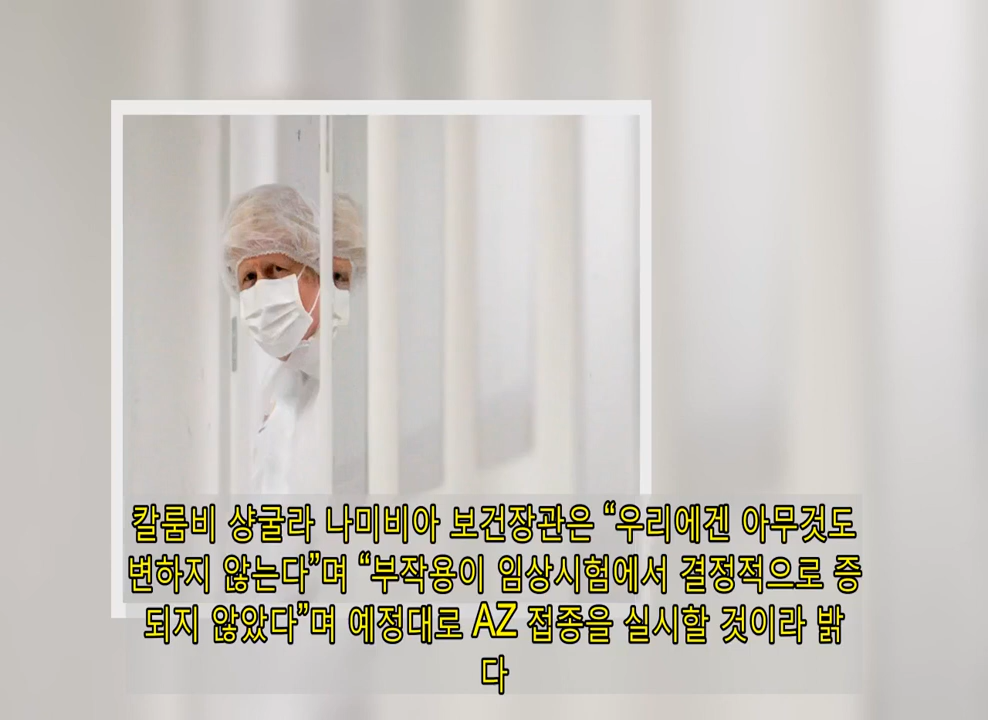 칼룸비 샹굴라 나미비아 보건장관은 “우리에겐 아무것도
변하지 않는다”며 “부작용이 임상시험에서 결정적으로 증
되지 않았다”며 예정대로 AZ 접종을 실시할 것이라 밝
다